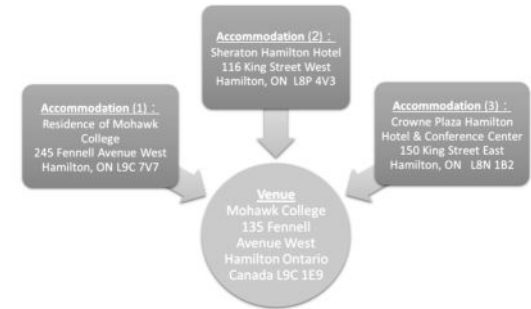 Accommodation (2) :
Sheraton Hamilton Hotel
116 King Street West
Hamilton, ON  L8P 4V3
Accommodation (1) :
Residence of Mohawk
College
245 Fennell Avenue West
Hamilton, ON L9C 7V7
Accommodation (3) :
Crowne Plaza Hamilton
Hotel & Conference Center
150 King Street East
Hamilton, ON  L8N 1B2
Venue
Mohawk College
135 Fennell
Avenue West
Hamilton Ontario
Canada L9C 1E9